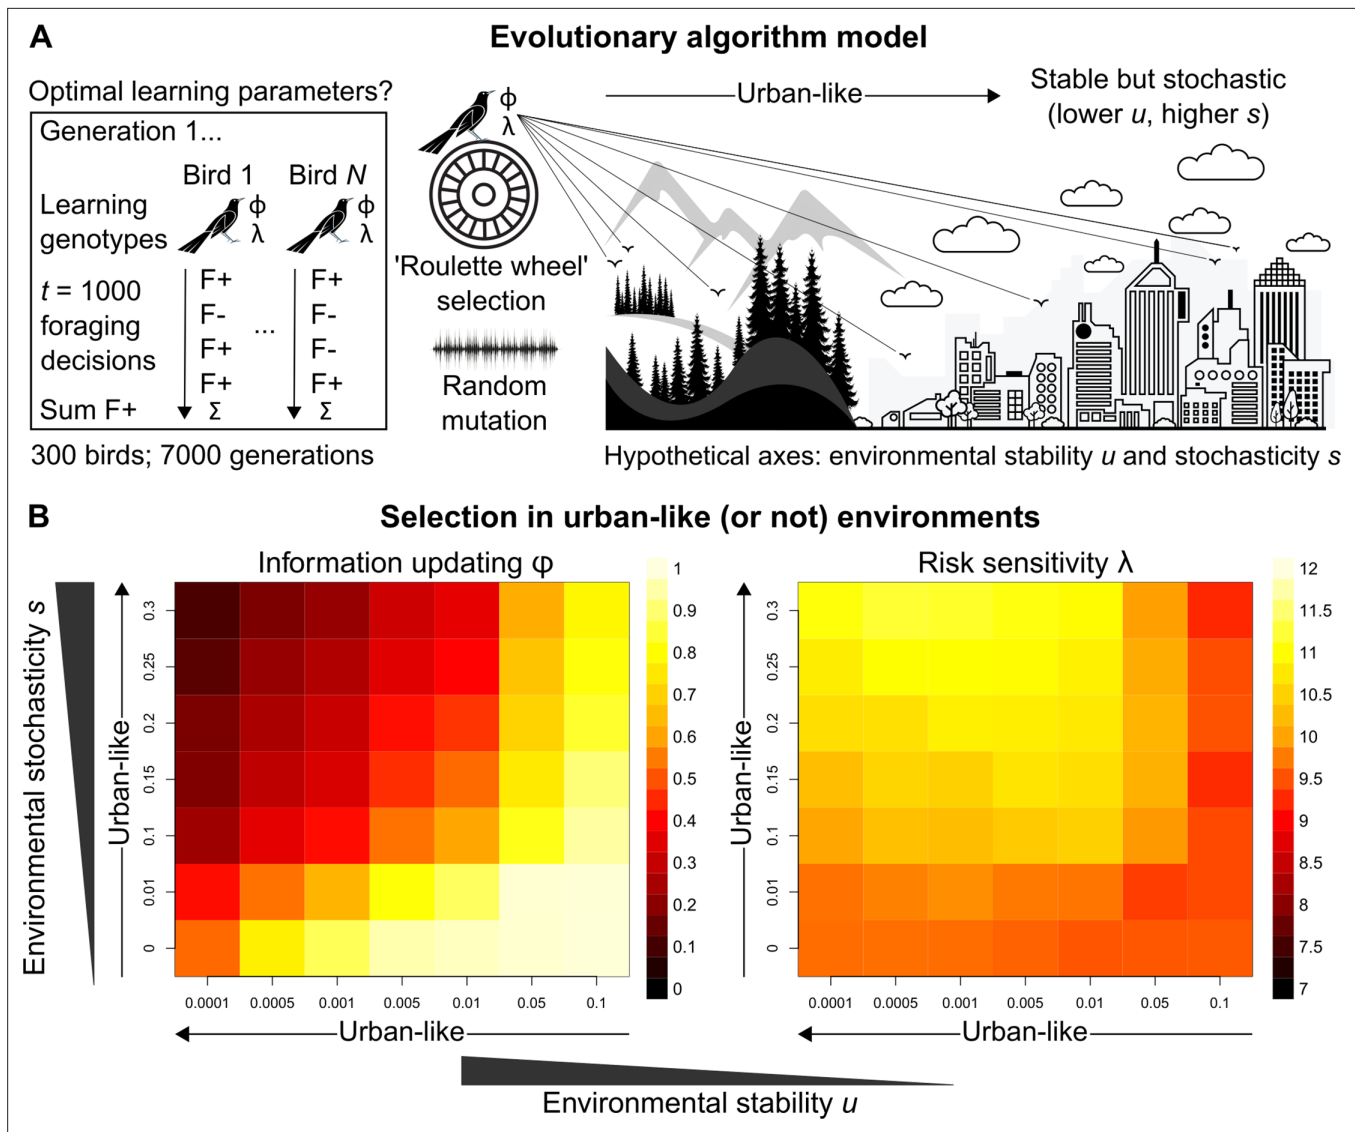 A
Evolutionary algorithm model
Optimal learning parameters?
Generation 1...
Bird 1
Bird N
Learning
genotypes
ϕ
λ
ϕ
λ
t = 1000
foraging
decisions
F+
F-
F+
F+
Σ
...
F+
F-
F-
F+
Σ
Sum F+
300 birds; 7000 generations
ϕ
λ
'Roulette wheel'
selection
Random
mutation
Urban-like
Stable but stochastic
(lower u, higher s)
Hypothetical axes: environmental stability u and stochasticity s
B
Selection in urban-like (or not) environments
Information updating φ
Environmental stochasticity s
Urban-like
0.3
0.25
0.2
0.15
0.1
0.01
0
0.0001
0.0005
0.001
0.005
0.01
0.05
0.1
Urban-like
1
0.9
0.8
0.7
0.6
0.5
0.4
0.3
0.2
0.1
0
Risk sensitivity λ
Urban-like
0.3
0.25
0.2
0.15
0.1
0.01
0
0.0001
0.0005
0.001
0.005
0.01
0.05
0.1
Urban-like
12
11.5
11
10.5
10
9.5
9
8.5
8
7.5
7
Environmental stability u